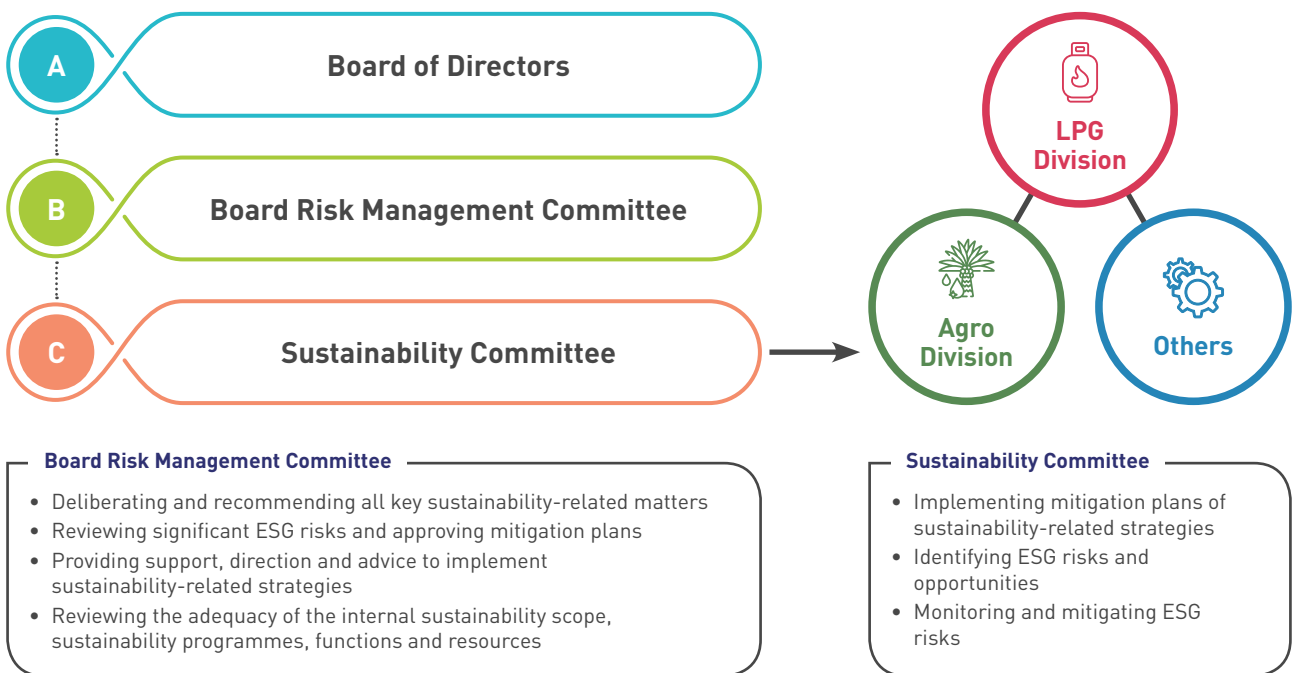 A
Board of Directors
B
Board Risk Management Committee
C
Sustainability Committee
LPG
Division
Agro
Division
Others
Board Risk Management Committee
• Deliberating and recommending all key sustainability-related matters
• Reviewing significant ESG risks and approving mitigation plans
• Providing support, direction and advice to implement
sustainability-related strategies
• Reviewing the adequacy of the internal sustainability scope,
sustainability programmes, functions and resources
Sustainability Committee
• Implementing mitigation plans of
sustainability-related strategies
• Identifying ESG risks and
opportunities
• Monitoring and mitigating ESG
risks